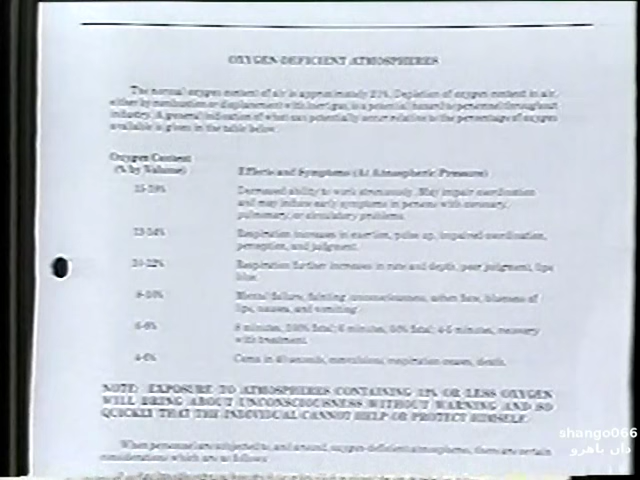 OXYGEN-DEFICIENT ATMOSPHERES
The normal oxygen content of air is approximately 21%. Depletion of oxygen content in air,
either by combustion or displacement with inert gas, is a potential hazard to personnel throughout
industry. A general indication of what can potentially occur relative to the percentage of oxygen
available is given in the table below.
Oxygen Content
(% by Volume) Effects and Symptoms (At Atmospheric Pressure)
15-19% Decreased ability to work strenuously. May impair coordination
and may induce early symptoms in persons with coronary,
pulmonary, or circulatory problems.
Respiration increases in exertion, pulse up, impaired coordination,
perception, and judgment.
Respiration further increases in rate and depth, poor judgment, lips
blue.
8-10% Mental failure, fainting, unconsciousness, ashen face, blueness of
lips, nausea, and vomiting.
6-8% 8 minutes, 100% fatal; 6 minutes, 50% fatal; 4-5 minutes, recovery
with treatment.
4-6% Coma in 40 seconds, convulsions, respiration ceases, death.
NOTE: EXPOSURE TO ATMOSPHERES CONTAINING 12% OR LESS OXYGEN
WILL BRING ABOUT UNCONSCIOUSNESS WITHOUT WARNING AND SO
QUICKLY THAT THE INDIVIDUAL CANNOT HELP OR PROTECT HIMSELF.
When personnel are subjected to, and around, oxygen-deficient atmospheres, there are certain
considerations which are as follows:
shango066
دان باهرو